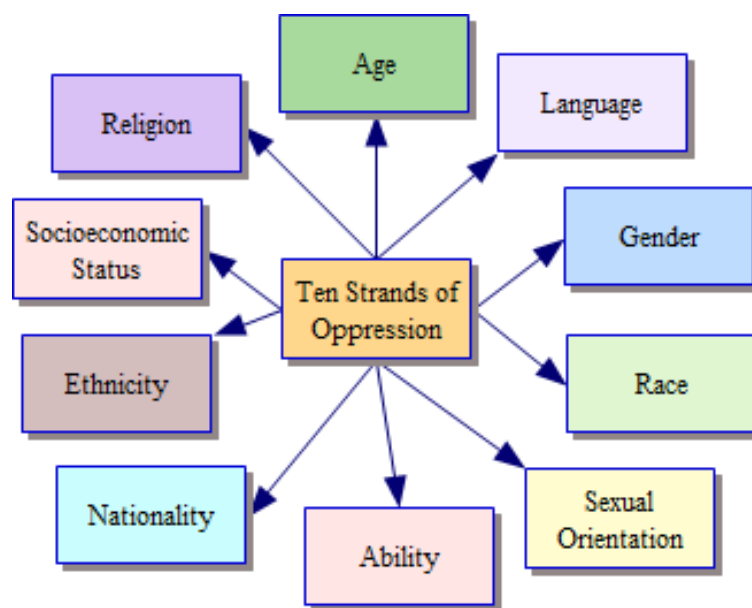 Age
Language
Religion
Gender
Socioeconomic
Status
Ten Strands of
Oppression
Ethnicity
Race
Nationality
Sexual
Orientation
Ability